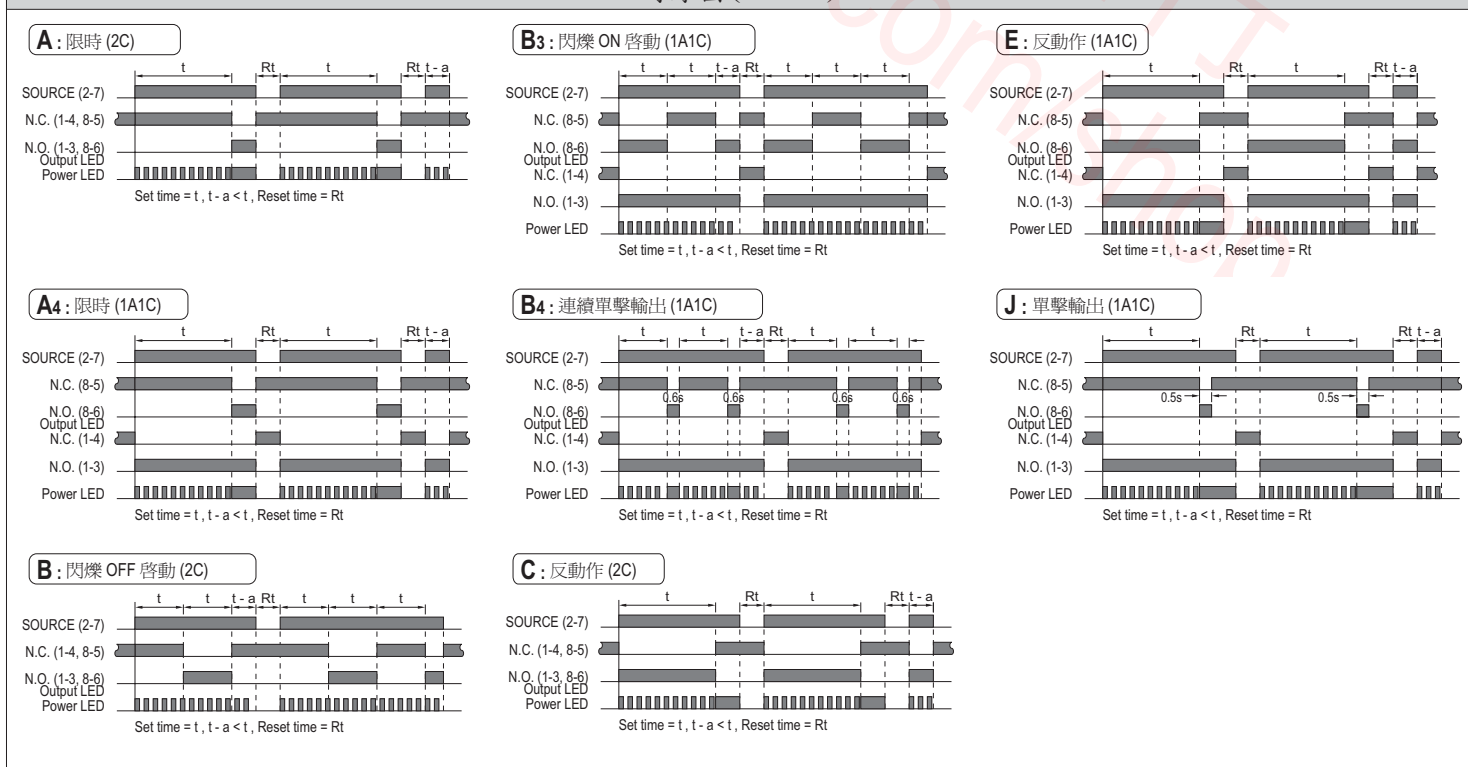 A : 限時 (2C)
t Rt t Rt t - a
SOURCE (2-7)
N.C. (1-4, 8-5)
N.O. (1-3, 8-6)
Output LED
Power LED
Set time = t , t - a < t , Reset time = Rt
B3 : 閃爍 ON 啓動 (1A1C)
t t t - a Rt t t t
SOURCE (2-7)
N.C. (8-5)
N.O. (8-6)
Output LED
N.C. (1-4)
N.O. (1-3)
Power LED
Set time = t , t - a < t , Reset time = Rt
E : 反動作 (1A1C)
t Rt t Rt t - a
SOURCE (2-7)
N.C. (8-5)
N.O. (8-6)
Output LED
N.C. (1-4)
N.O. (1-3)
Power LED
Set time = t , t - a < t , Reset time = Rt
A4 : 限時 (1A1C)
t Rt t Rt t - a
SOURCE (2-7)
N.C. (8-5)
N.O. (8-6)
Output LED
N.C. (1-4)
N.O. (1-3)
Power LED
Set time = t , t - a < t , Reset time = Rt
B4 : 連續單擊輸出 (1A1C)
t t t - a Rt t t
SOURCE (2-7)
N.C. (8-5)
0.6s 0.6s 0.6s 0.6s
N.O. (8-6)
Output LED
N.C. (1-4)
N.O. (1-3)
Power LED
Set time = t , t - a < t , Reset time = Rt
J : 單擊輸出 (1A1C)
t Rt t Rt t - a
SOURCE (2-7)
N.C. (8-5)
0.5s 0.5s
N.O. (8-6)
Output LED
N.C. (1-4)
N.O. (1-3)
Power LED
Set time = t , t - a < t , Reset time = Rt
B : 閃爍 OFF 啓動 (2C)
t t t - a Rt t t t
SOURCE (2-7)
N.C. (1-4, 8-5)
N.O. (1-3, 8-6)
Output LED
Power LED
Set time = t , t - a < t , Reset time = Rt
C : 反動作 (2C)
t Rt t Rt t - a
SOURCE (2-7)
N.C. (1-4, 8-5)
N.O. (1-3, 8-6)
Output LED
Power LED
Set time = t , t - a < t , Reset time = Rt
com/shop